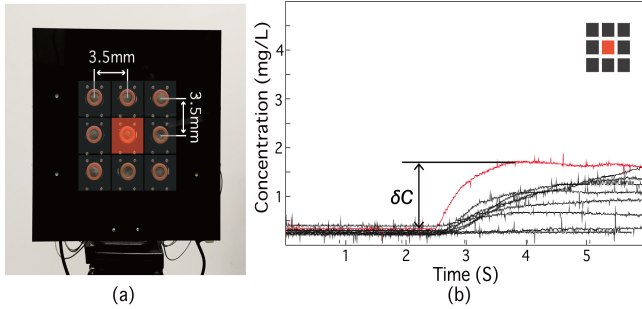 3.5mm
3.5mm
(a)
Concentration (mg/L)
4
3
2
1
δC
1
2
3
4
5
Time (S)
(b)